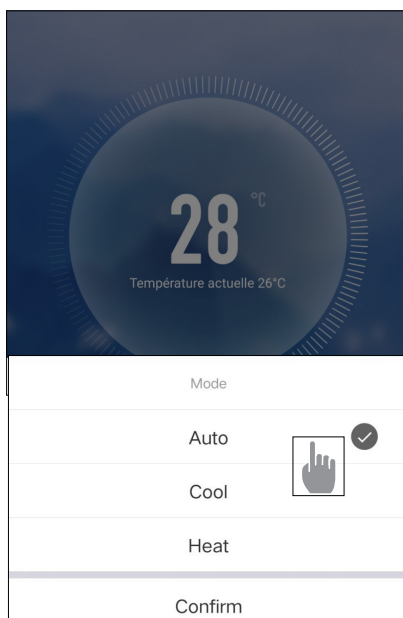 28 °C
Température actuelle 26°C
Mode
Auto
Cool
Heat
Confirm